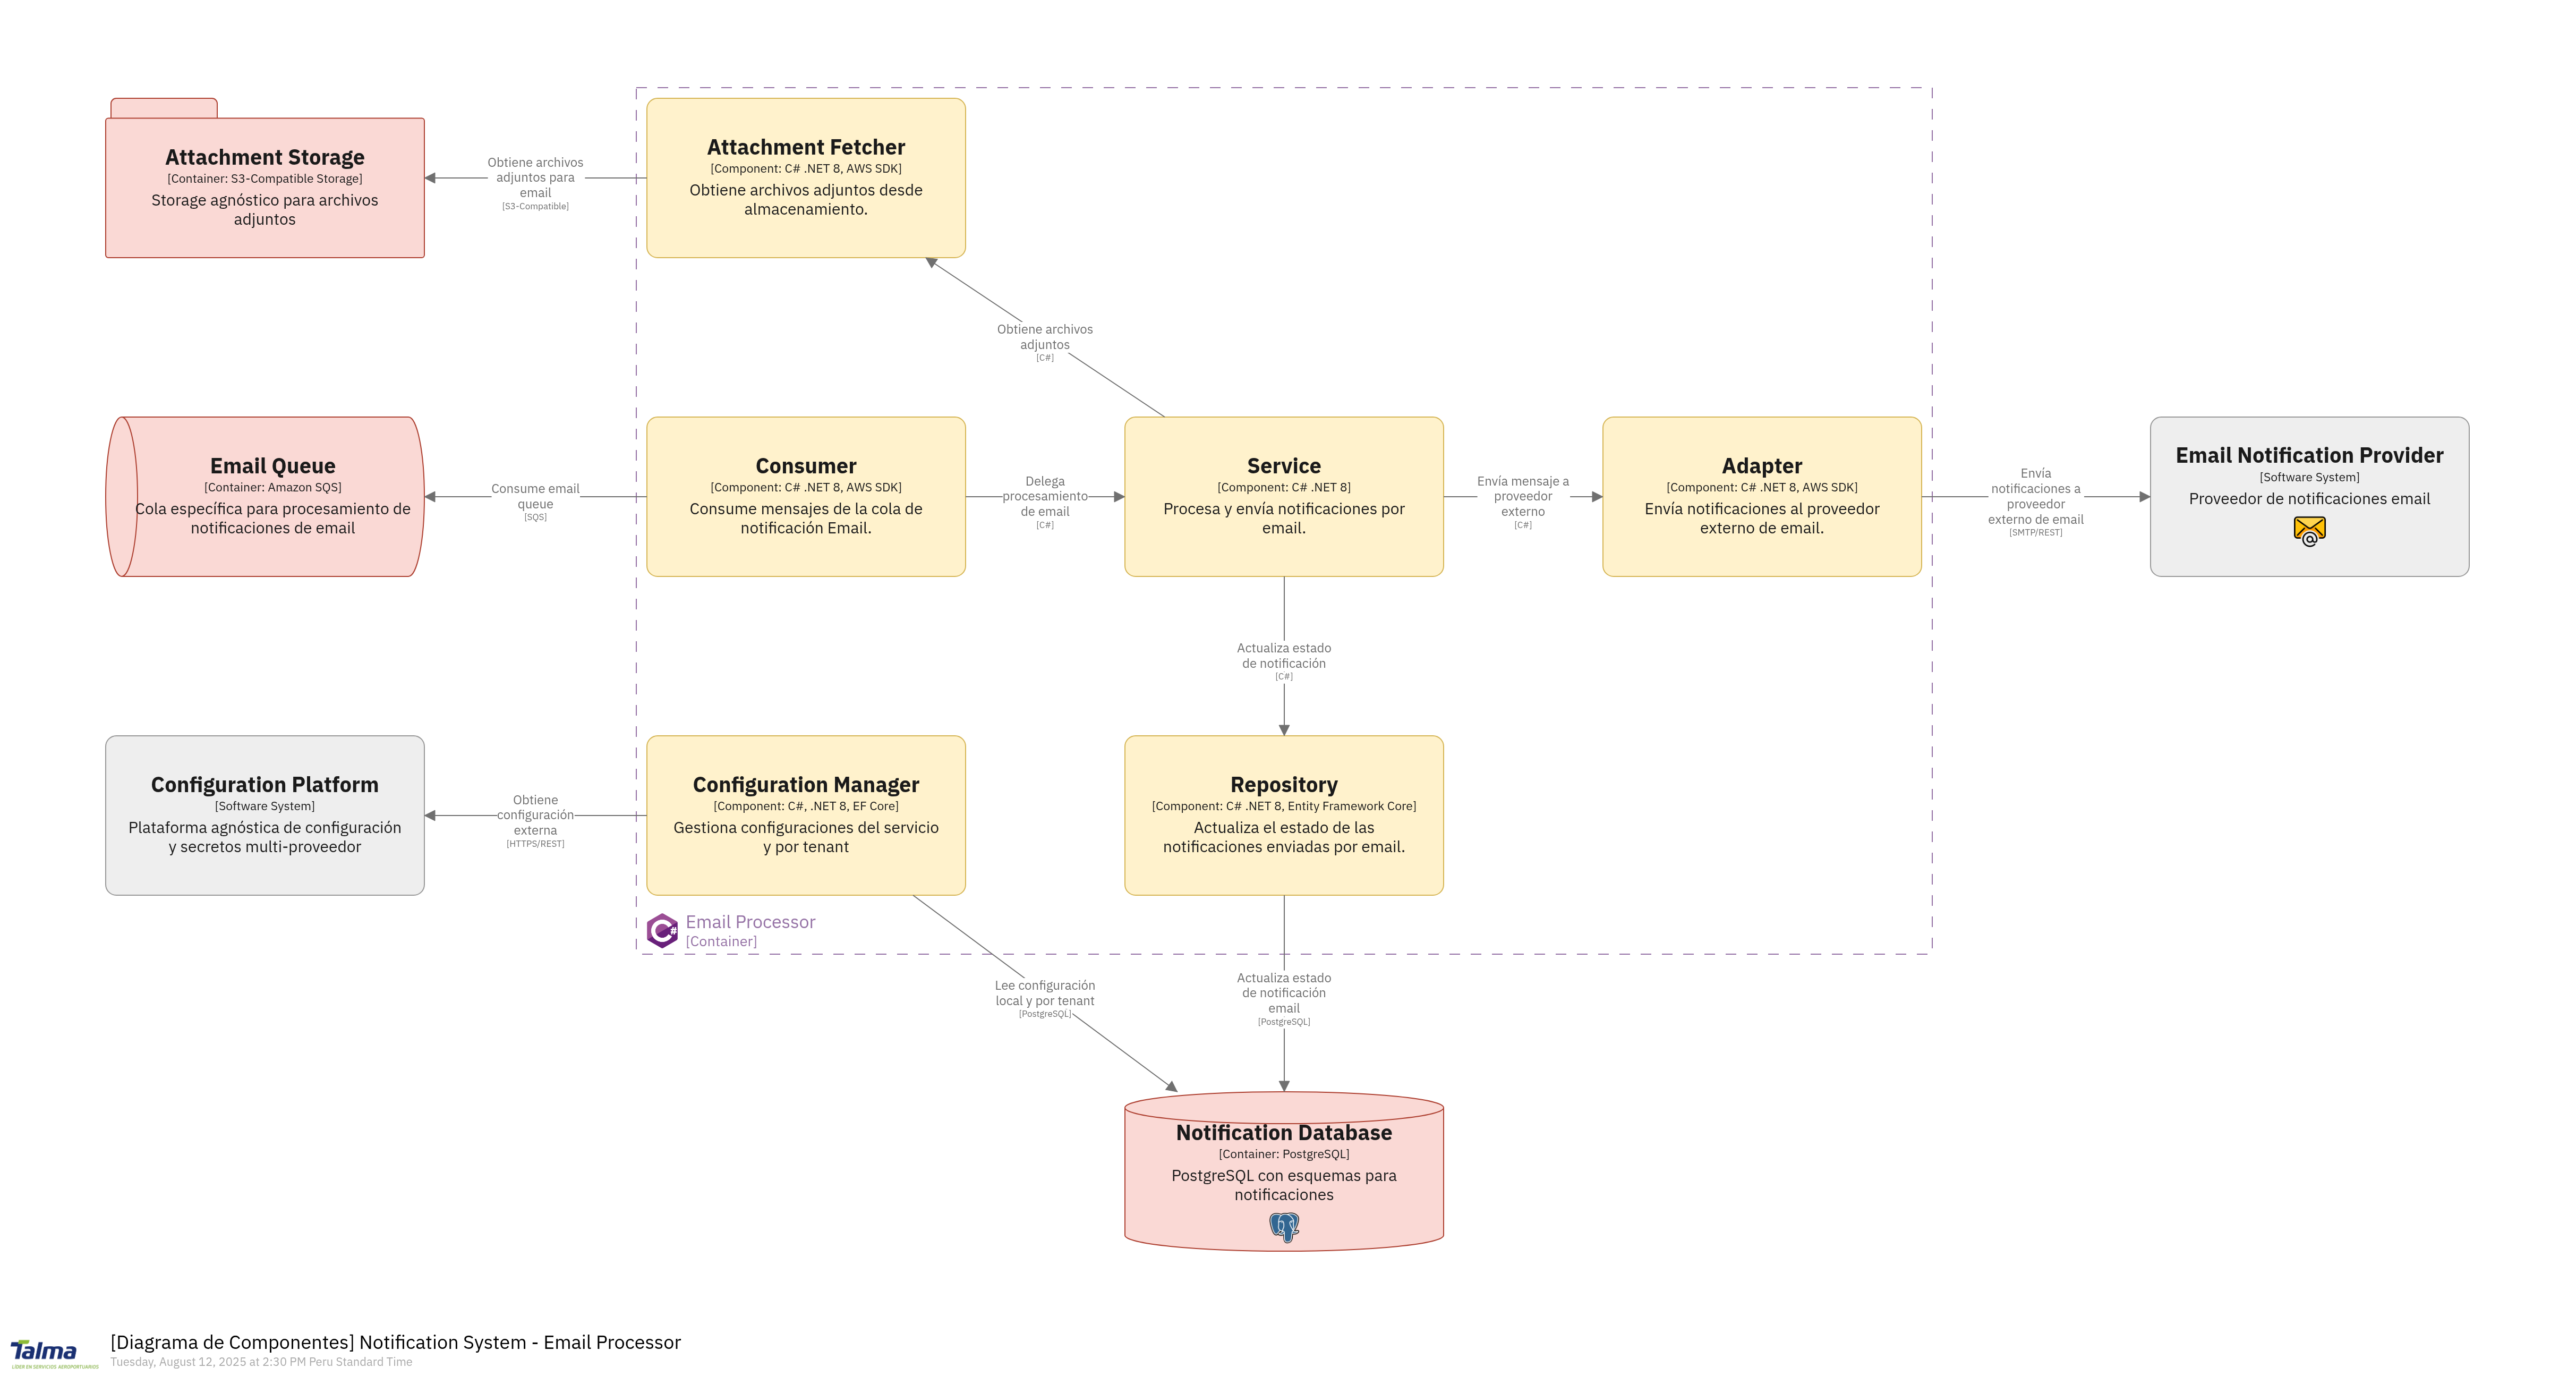 Attachment Storage
[Container: S3-Compatible Storage]
Storage agnóstico para archivos
adjuntos
Obtiene archivos
adjuntos para
email
[S3-Compatible]
Attachment Fetcher
[Component: C# .NET 8, AWS SDK]
Obtiene archivos adjuntos desde
almacenamiento.
Obtiene archivos
adjuntos
[C#]
Email Queue
[Container: Amazon SQS]
Cola específica para procesamiento de
notificaciones de email
Consume email
queue
[SQS]
Consumer
[Component: C# .NET 8, AWS SDK]
Consume mensajes de la cola de
notificación Email.
Delega
procesamiento
de email
[C#]
Service
[Component: C# .NET 8]
Procesa y envía notificaciones por
email.
Envía mensaje a
proveedor
externo
[C#]
Adapter
[Component: C# .NET 8, AWS SDK]
Envía notificaciones al proveedor
externo de email.
Envía
notificaciones a
proveedor
externo de email
[SMTP/REST]
Email Notification Provider
[Software System]
Proveedor de notificaciones email
Actualiza estado
de notificación
[C#]
Configuration Platform
[Software System]
Plataforma agnóstica de configuración
y secretos multi-proveedor
Obtiene
configuración
externa
[HTTPS/REST]
Configuration Manager
[Component: C#, .NET 8, EF Core]
Gestiona configuraciones del servicio
y por tenant
Repository
[Component: C# .NET 8, Entity Framework Core]
Actualiza el estado de las
notificaciones enviadas por email.
Email Processor
[Container]
Lee configuración
local y por tenant
[PostgreSQL]
Actualiza estado
de notificación
email
[PostgreSQL]
Notification Database
[Container: PostgreSQL]
PostgreSQL con esquemas para
notificaciones
Talma
LÍDER EN SERVICIOS AEROPORTUARIOS
[Diagrama de Componentes] Notification System - Email Processor
Tuesday, August 12, 2025 at 2:30 PM Peru Standard Time